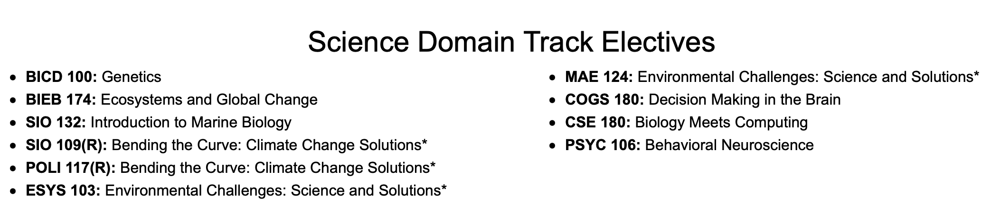 Science Domain Track Electives
• BICD 100: Genetics
• BIEB 174: Ecosystems and Global Change
• SIO 132: Introduction to Marine Biology
• SIO 109(R): Bending the Curve: Climate Change Solutions*
• POLI 117(R): Bending the Curve: Climate Change Solutions*
• ESYS 103: Environmental Challenges: Science and Solutions*
• MAE 124: Environmental Challenges: Science and Solutions*
• COGS 180: Decision Making in the Brain
• CSE 180: Biology Meets Computing
• PSYC 106: Behavioral Neuroscience